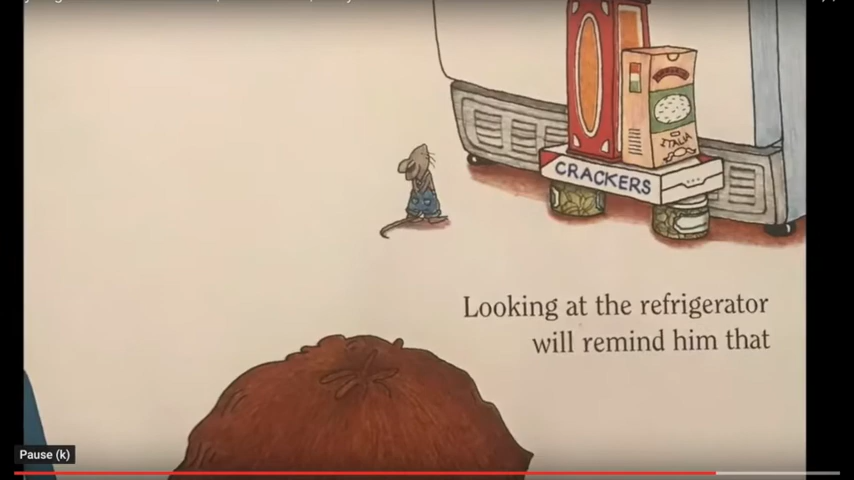 ITALIA
CRACKERS
Looking at the refrigerator
will remind him that
Pause (k)